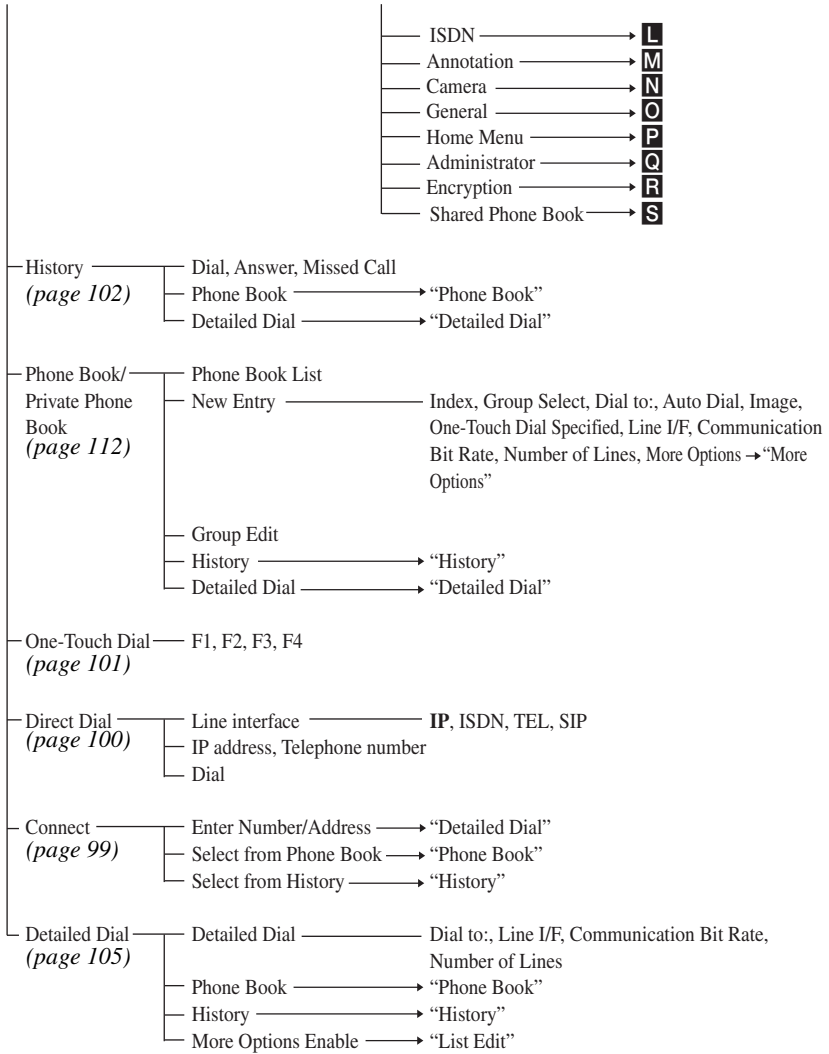 ISDN L
Annotation M
Camera N
General O
Home Menu P
Administrator Q
Encryption R
Shared Phone Book S
History
(page 102)
Dial, Answer, Missed Call
Phone Book “Phone Book”
Detailed Dial “Detailed Dial”
Phone Book/
Private Phone
Book
(page 112)
Phone Book List
New Entry
Index, Group Select, Dial to:, Auto Dial, Image,
One-Touch Dial Specified, Line I/F, Communication
Bit Rate, Number of Lines, More Options → “More
Options”
Group Edit
History “History”
Detailed Dial “Detailed Dial”
One-Touch Dial
(page 101)
F1, F2, F3, F4
Direct Dial
(page 100)
Line interface IP, ISDN, TEL, SIP
IP address, Telephone number
Dial
Connect
(page 99)
Enter Number/Address “Detailed Dial”
Select from Phone Book “Phone Book”
Select from History “History”
Detailed Dial
(page 105)
Detailed Dial
Dial to:, Line I/F, Communication Bit Rate,
Number of Lines
Phone Book “Phone Book”
History “History”
More Options Enable “List Edit”